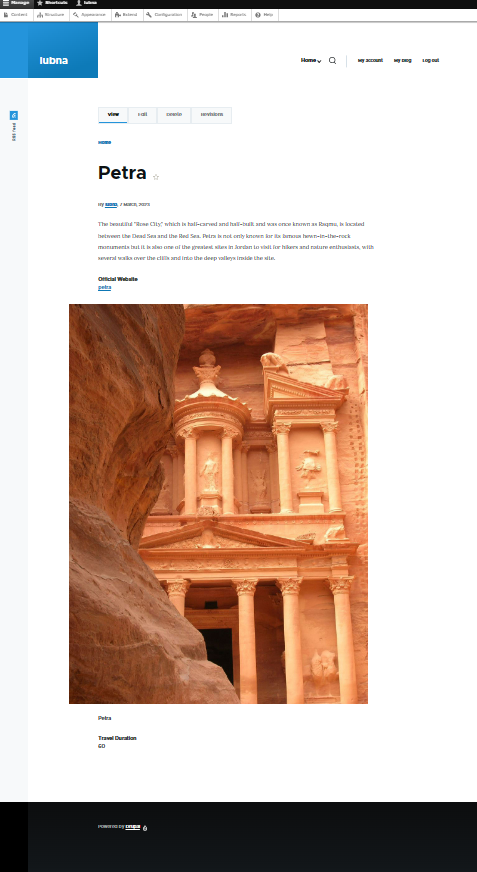 Manage Shortcuts lubna
Content Structure Appearance Extend Configuration People Reports Help
lubna
Home My account My blog Log out
View Edit Delete Revisions
RSS feed
Home
Petra
By lubna, 7 March, 2023
The beautiful "Rose City," which is half-carved and half-built and was once known as Raqmu, is located
between the Dead Sea and the Red Sea. Petra is not only known for its famous hewn-in-the-rock
monuments but it is also one of the greatest sites in Jordan to visit for hikers and nature enthusiasts, with
several walks over the cliffs and into the deep valleys inside the site.
Official Website
petra
Petra
Travel Duration
60
Powered by Drupal